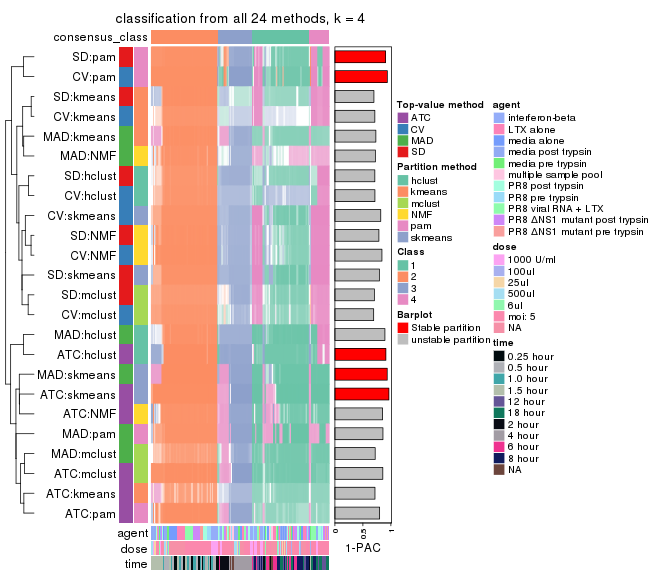 classification from all 24 methods, k = 4
consensus_class
SD:pam
CV:pam
SD:kmeans
CV:kmeans
MAD:kmeans
MAD:NMF
SD:hclust
CV:hclust
CV:skmeans
SD:NMF
CV:NMF
SD:skmeans
SD:mclust
CV:mclust
MAD:hclust
ATC:hclust
MAD:skmeans
ATC:skmeans
ATC:NMF
MAD:pam
MAD:mclust
ATC:mclust
ATC:kmeans
ATC:pam
agent
dose
time
0 0.5 1
1-PAC
Top-value method
ATC
CV
MAD
SD
Partition method
hclust
kmeans
mclust
NMF
pam
skmeans
Class
1
2
3
4
Barplot
Stable partition
unstable partition
agent
interferon-beta
LTX alone
media alone
media post trypsin
media pre trypsin
multiple sample pool
PR8 post trypsin
PR8 pre trypsin
PR8 viral RNA + LTX
PR8 ΔNS1 mutant post trypsin
PR8 ΔNS1 mutant pre trypsin
dose
1000 U/ml
100ul
25ul
500ul
6ul
moi: 5
NA
time
0.25 hour
0.5 hour
1.0 hour
1.5 hour
12 hour
18 hour
2 hour
4 hour
6 hour
8 hour
NA